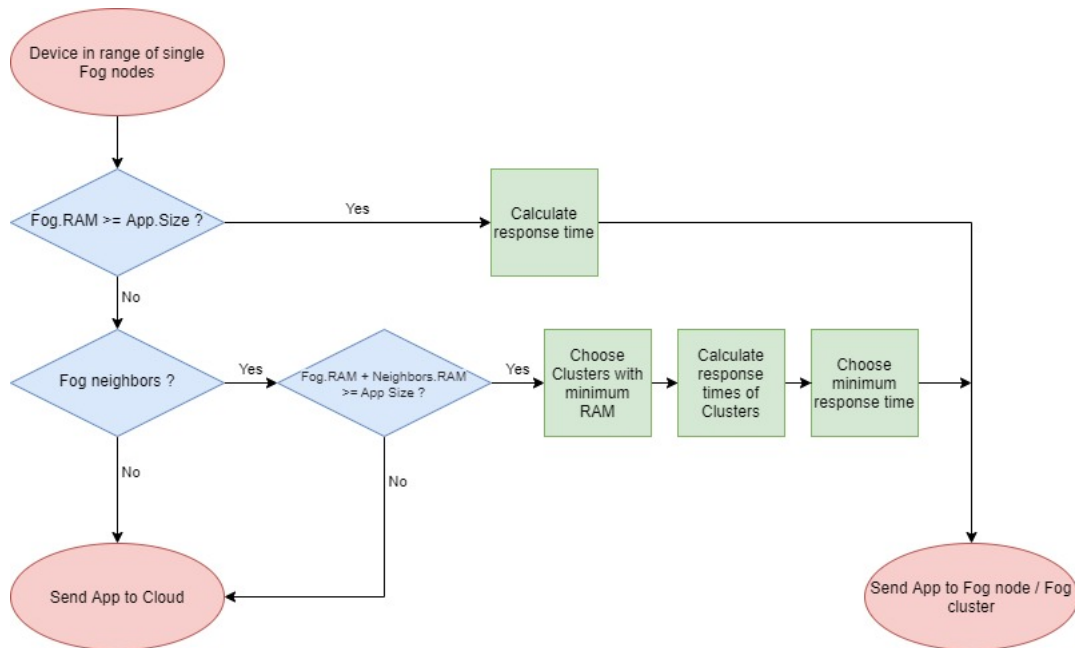 Device in range of single
Fog nodes
Fog.RAM >= App.Size ?
Yes
Calculate
response time
No
Fog neighbors ?
Yes
Fog.RAM + Neighbors.RAM
>= App Size ?
Yes
Choose
Clusters with
minimum
RAM
Calculate
response
times of
Clusters
Choose
minimum
response time
No
No
Send App to Cloud
Send App to Fog node / Fog
cluster